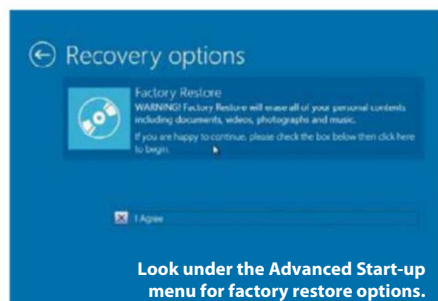 Recovery options
Factory Restore
WARNING! Factory Restore will erase all of your personal contents
including documents, videos, photographs and music.
If you are happy to continue, please check the box below then click here
to begin.
I Agree
Look under the Advanced Start-up
menu for factory restore options.